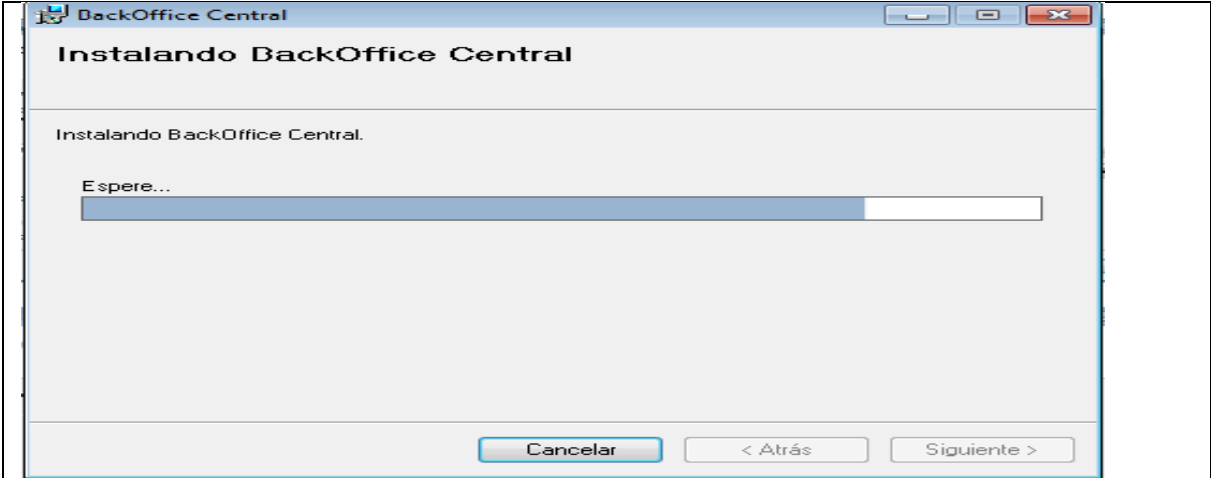 BackOffice Central
Instalando BackOffice Central
Instalando BackOffice Central.
Espere...
Cancelar
< Atrás
Siguiente >